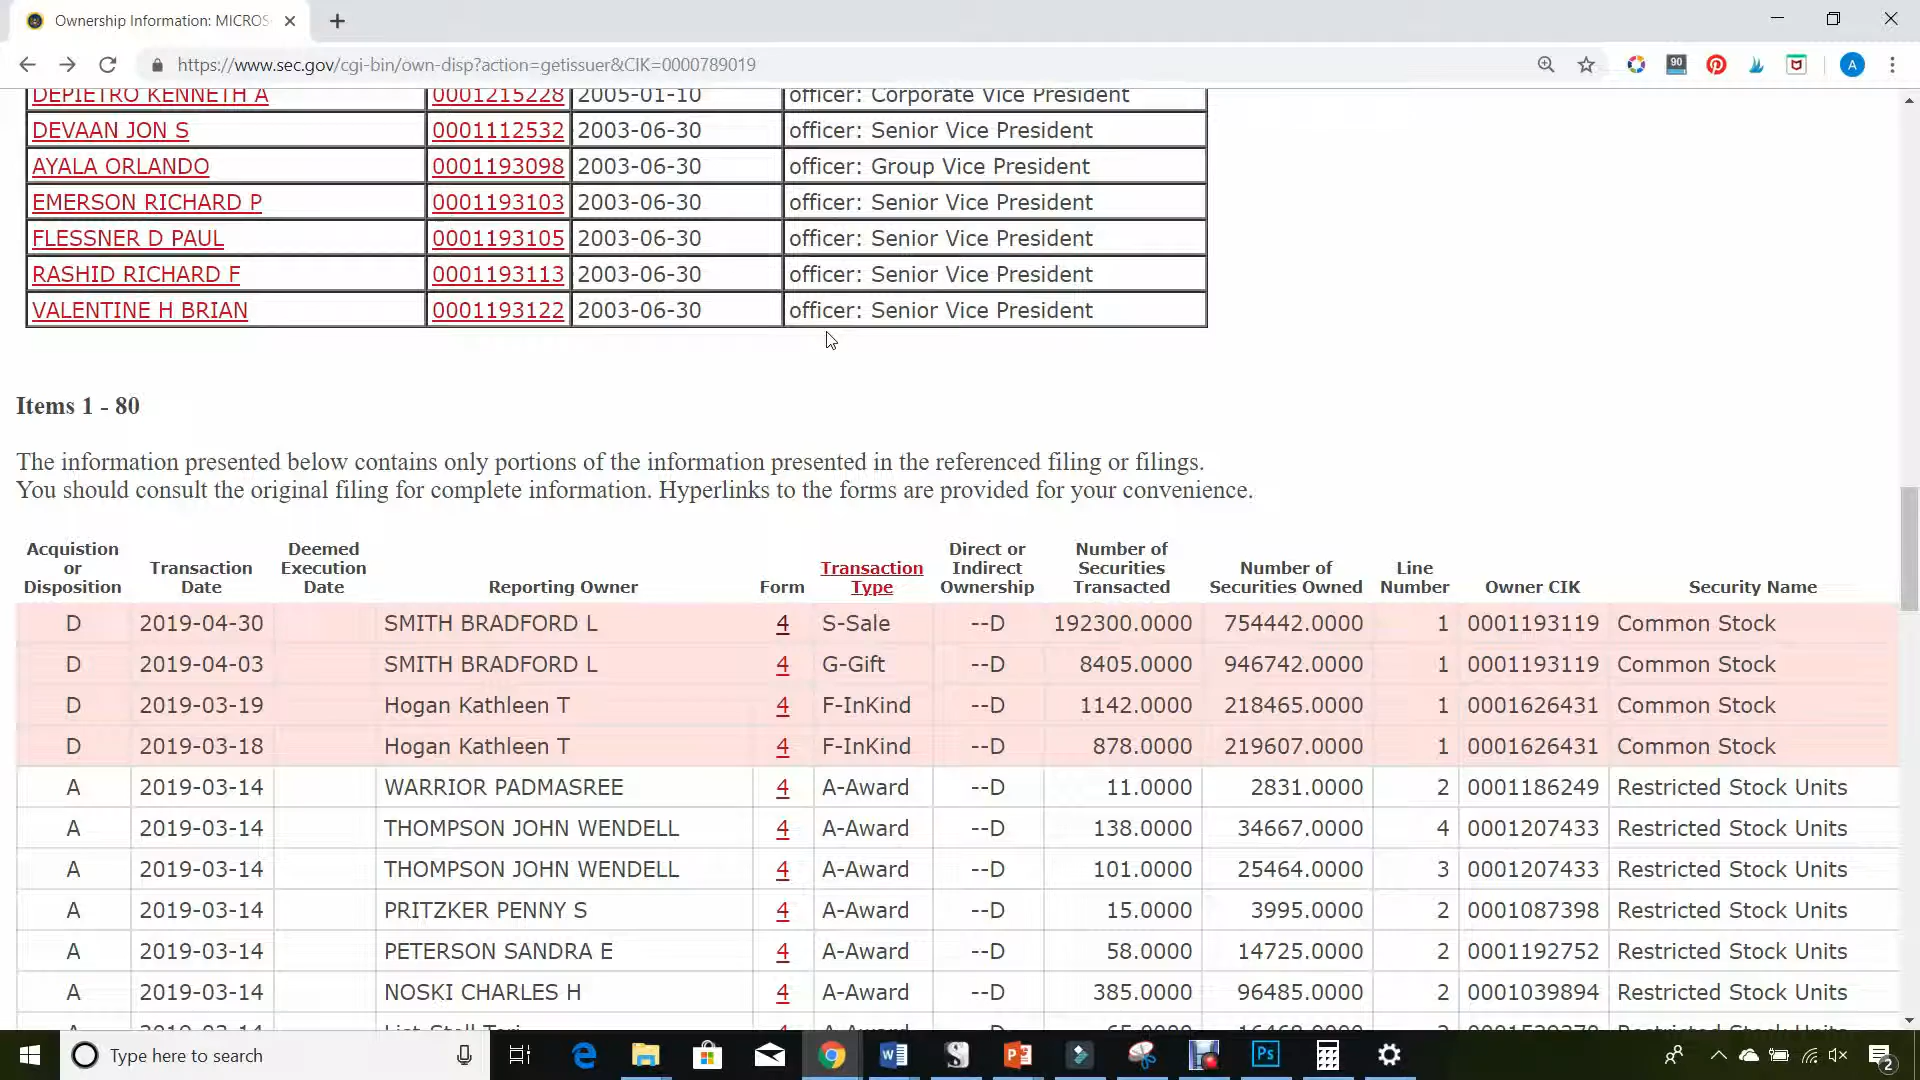 Ownership Information: MICROS
https://www.sec.gov/cgi-bin/own-disp?action=getissuer&CIK=0000789019
90
A
DEPIETRO KENNETH A 0001215228 2005-01-10 officer: Corporate Vice President
DEVAAN JON S 0001112532 2003-06-30 officer: Senior Vice President
AYALA ORLANDO 0001193098 2003-06-30 officer: Group Vice President
EMERSON RICHARD P 0001193103 2003-06-30 officer: Senior Vice President
FLESSNER D PAUL 0001193105 2003-06-30 officer: Senior Vice President
RASHID RICHARD F 0001193113 2003-06-30 officer: Senior Vice President
VALENTINE H BRIAN 0001193122 2003-06-30 officer: Senior Vice President
Items 1 - 80
The information presented below contains only portions of the information presented in the referenced filing or filings.
You should consult the original filing for complete information. Hyperlinks to the forms are provided for your convenience.
Acquistion Deemed Direct or Number of
or Transaction Execution Transaction Indirect Securities Number of Line
Disposition Date Date Reporting Owner Form Type Ownership Transacted Securities Owned Number Owner CIK Security Name
D 2019-04-30 SMITH BRADFORD L 4 S-Sale --D 192300.0000 754442.0000 1 0001193119 Common Stock
D 2019-04-03 SMITH BRADFORD L 4 G-Gift --D 8405.0000 946742.0000 1 0001193119 Common Stock
D 2019-03-19 Hogan Kathleen T 4 F-InKind --D 1142.0000 218465.0000 1 0001626431 Common Stock
D 2019-03-18 Hogan Kathleen T 4 F-InKind --D 878.0000 219607.0000 1 0001626431 Common Stock
A 2019-03-14 WARRIOR PADMASREE 4 A-Award --D 11.0000 2831.0000 2 0001186249 Restricted Stock Units
A 2019-03-14 THOMPSON JOHN WENDELL 4 A-Award --D 138.0000 34667.0000 4 0001207433 Restricted Stock Units
A 2019-03-14 THOMPSON JOHN WENDELL 4 A-Award --D 101.0000 25464.0000 3 0001207433 Restricted Stock Units
A 2019-03-14 PRITZKER PENNY S 4 A-Award --D 15.0000 3995.0000 2 0001087398 Restricted Stock Units
A 2019-03-14 PETERSON SANDRA E 4 A-Award --D 58.0000 14725.0000 2 0001192752 Restricted Stock Units
A 2019-03-14 NOSKI CHARLES H 4 A-Award --D 385.0000 96485.0000 2 0001039894 Restricted Stock Units
Type here to search
Ps
2